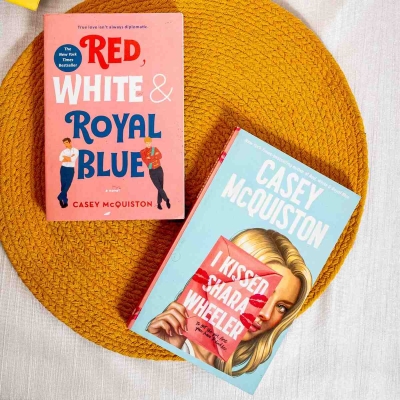 True love isn't always diplomatic.
The
New York
Times
Bestseller
RED,
WHITE &
ROYAL
BLUE
a novel
CASEY McQUISTON
CASEY
McQUISTON
I KISSED
SHARA
WHEELER